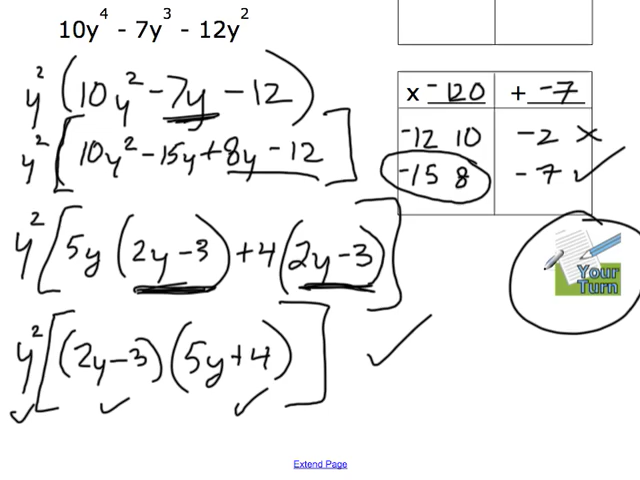 10y⁴ - 7y³ - 12y²
y² (10y² - 7y - 12)
y² [10y² - 15y + 8y - 12]
y² [5y (2y - 3) + 4 (2y - 3)]
y² [(2y - 3) (5y + 4)] ✓
✓ ✓ ✓
x -120 + -7
-12 10 -2 x
-15 8 -7 ✓
Your
Turn
Extend Page